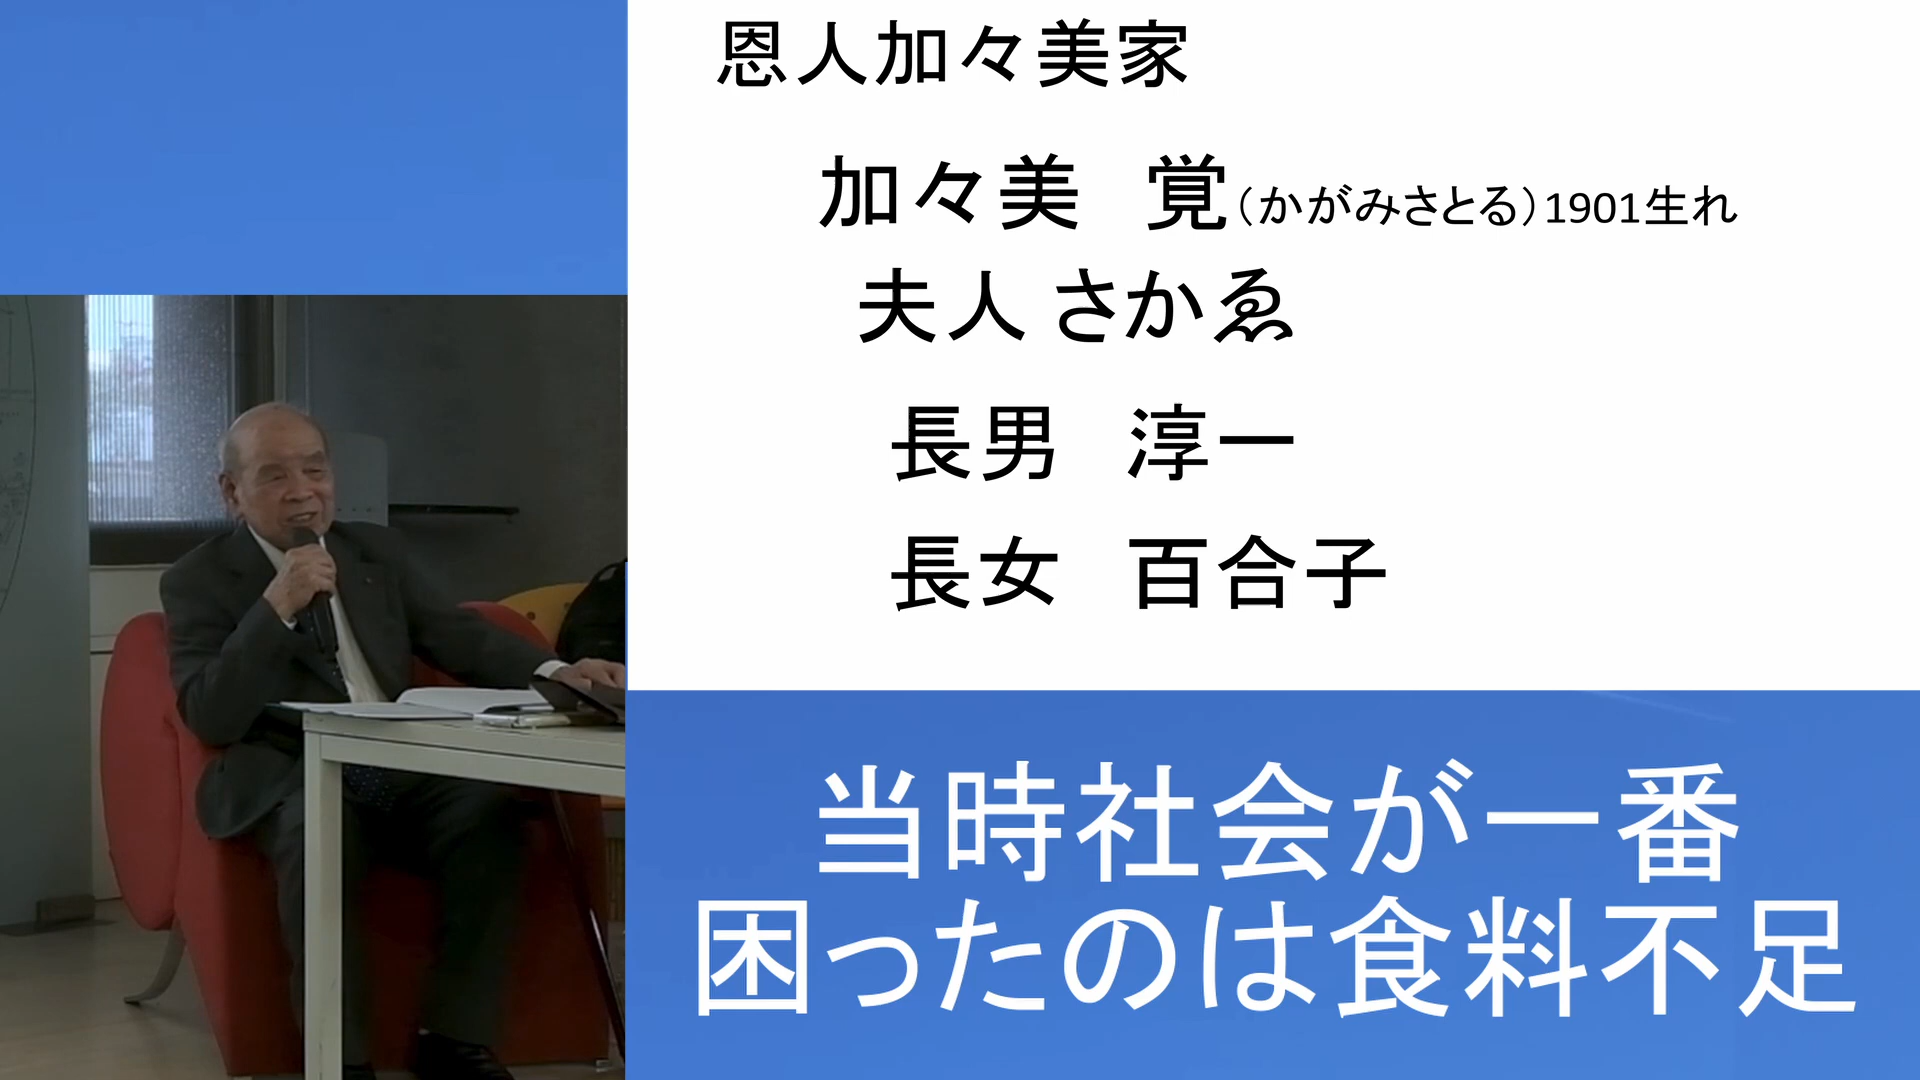 恩人加々美家
加々美　覚（かがみさとる）1901生れ
夫人 さかゑ
長男　淳一
長女　百合子
当時社会が一番
困ったのは食料不足